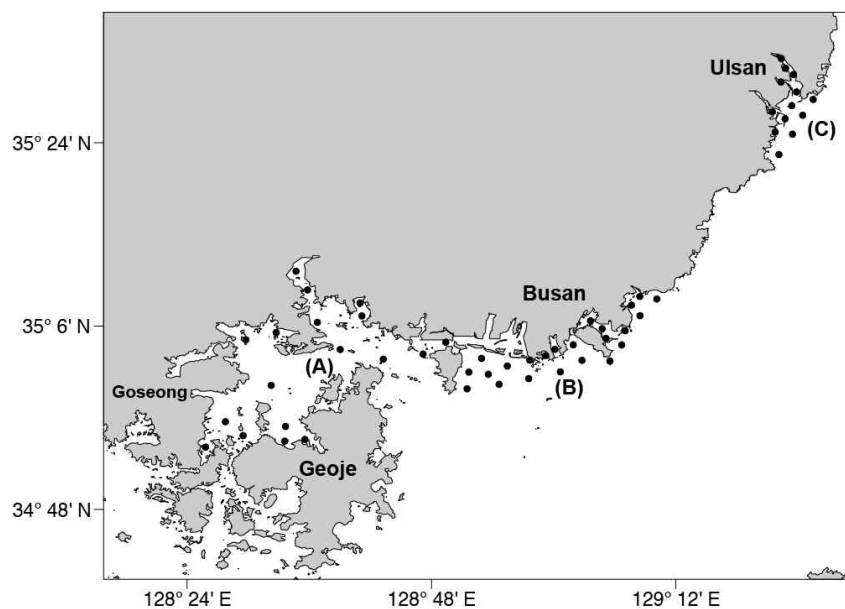 Ulsan
(C)
35° 24' N
Busan
35° 6' N
(A)
Goseong
(B)
Geoje
34° 48' N
128° 24' E
128° 48' E
129° 12' E